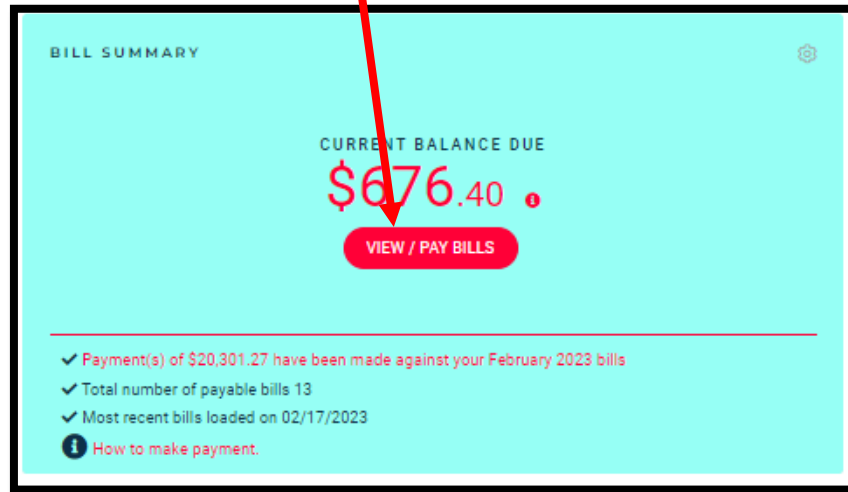 BILL SUMMARY
CURRENT BALANCE DUE
$676.40
VIEW / PAY BILLS
Payment(s) of $20,301.27 have been made against your February 2023 bills
Total number of payable bills 13
Most recent bills loaded on 02/17/2023
How to make payment.